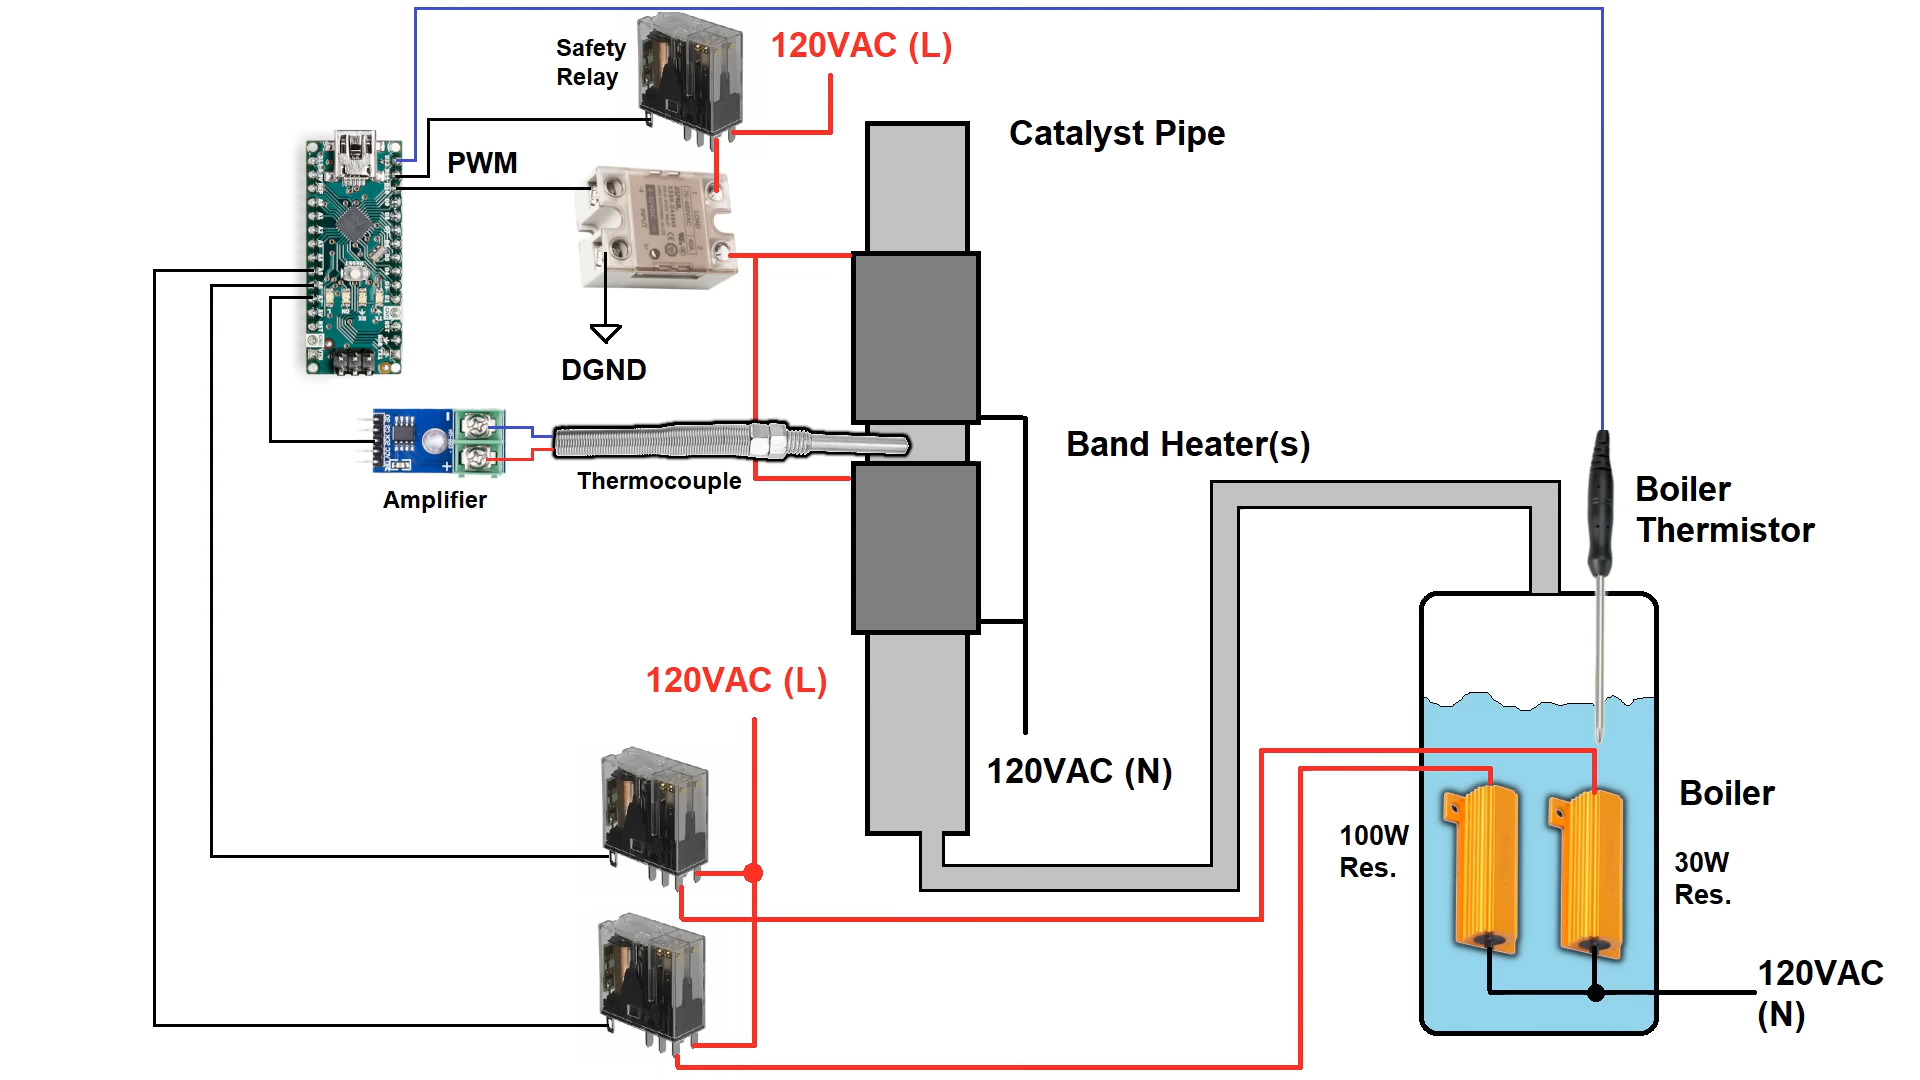 Safety
Relay
120VAC (L)
Catalyst Pipe
PWM
DGND
Band Heater(s)
Thermocouple
Amplifier
Boiler
Thermistor
120VAC (L)
120VAC (N)
Boiler
100W
Res.
30W
Res.
120VAC
(N)